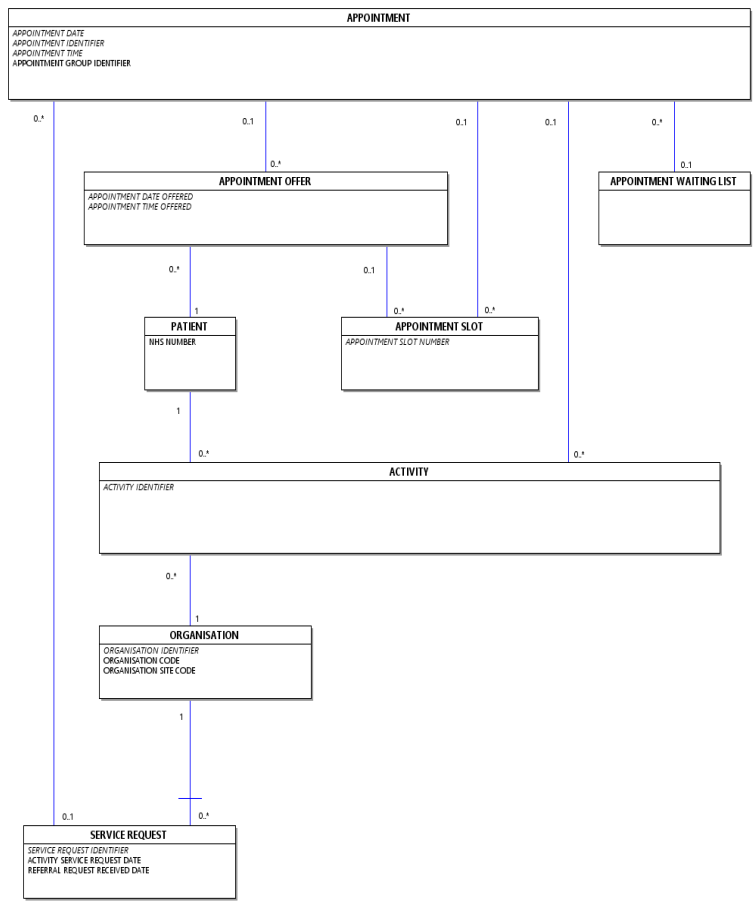 APPOINTMENT
APPOINTMENT DATE
APPOINTMENT IDENTIFIER
APPOINTMENT TIME
APPOINTMENT GROUP IDENTIFIER
0..*
0..1
0..1
0..1
0..*
0..*
0..1
APPOINTMENT OFFER
APPOINTMENT DATE OFFERED
APPOINTMENT TIME OFFERED
APPOINTMENT WAITING LIST
0..*
0..1
1
0..*
0..*
PATIENT
NHS NUMBER
APPOINTMENT SLOT
APPOINTMENT SLOT NUMBER
1
0..*
0..*
ACTIVITY
ACTIVITY IDENTIFIER
0..*
1
ORGANISATION
ORGANISATION IDENTIFIER
ORGANISATION CODE
ORGANISATION SITE CODE
1
0..1
0..*
SERVICE REQUEST
SERVICE REQUEST IDENTIFIER
ACTIVITY SERVICE REQUEST DATE
REFERRAL REQUEST RECEIVED DATE